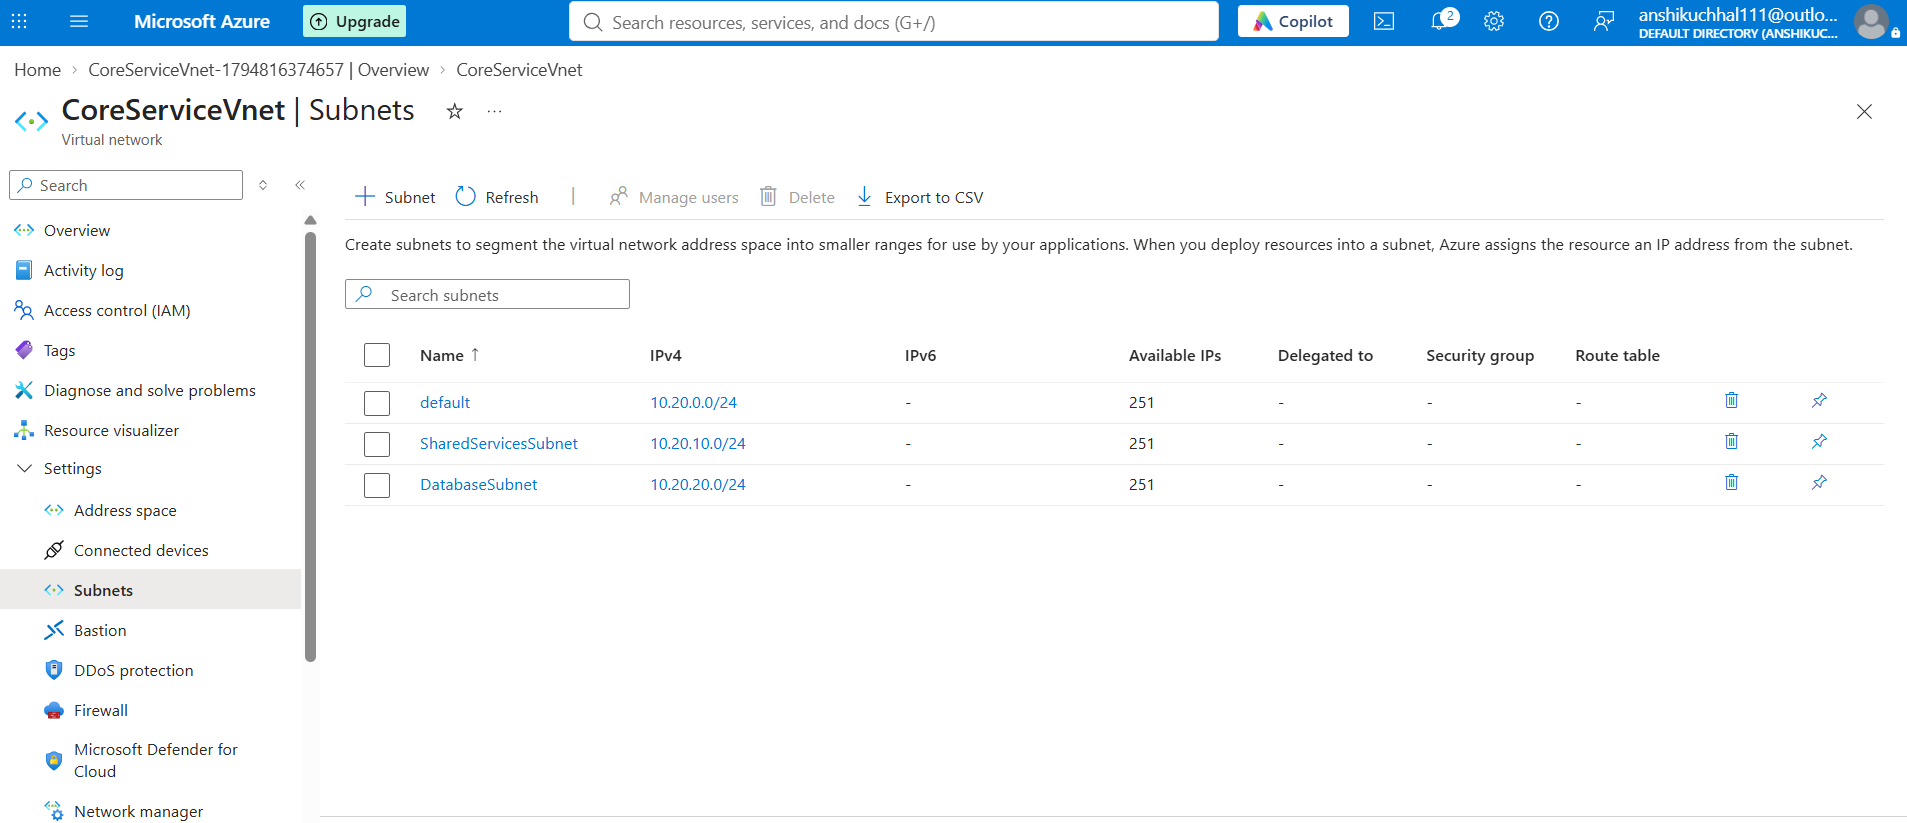 Microsoft Azure
Upgrade
Search resources, services, and docs (G+/)
Copilot
2
anshikuchhal111@outlo...
DEFAULT DIRECTORY (ANSHIKUC...
Home > CoreServiceVnet-1794816374657 | Overview > CoreServiceVnet
CoreServiceVnet | Subnets
Virtual network
Search
Overview
Activity log
Access control (IAM)
Tags
Diagnose and solve problems
Resource visualizer
Settings
Address space
Connected devices
Subnets
Bastion
DDoS protection
Firewall
Microsoft Defender for
Cloud
Network manager
Subnet Refresh | Manage users Delete Export to CSV
Create subnets to segment the virtual network address space into smaller ranges for use by your applications. When you deploy resources into a subnet, Azure assigns the resource an IP address from the subnet.
Search subnets
Name ↑ IPv4 IPv6 Available IPs Delegated to Security group Route table
default 10.20.0.0/24 - 251 - - -
SharedServicesSubnet 10.20.10.0/24 - 251 - - -
DatabaseSubnet 10.20.20.0/24 - 251 - - -